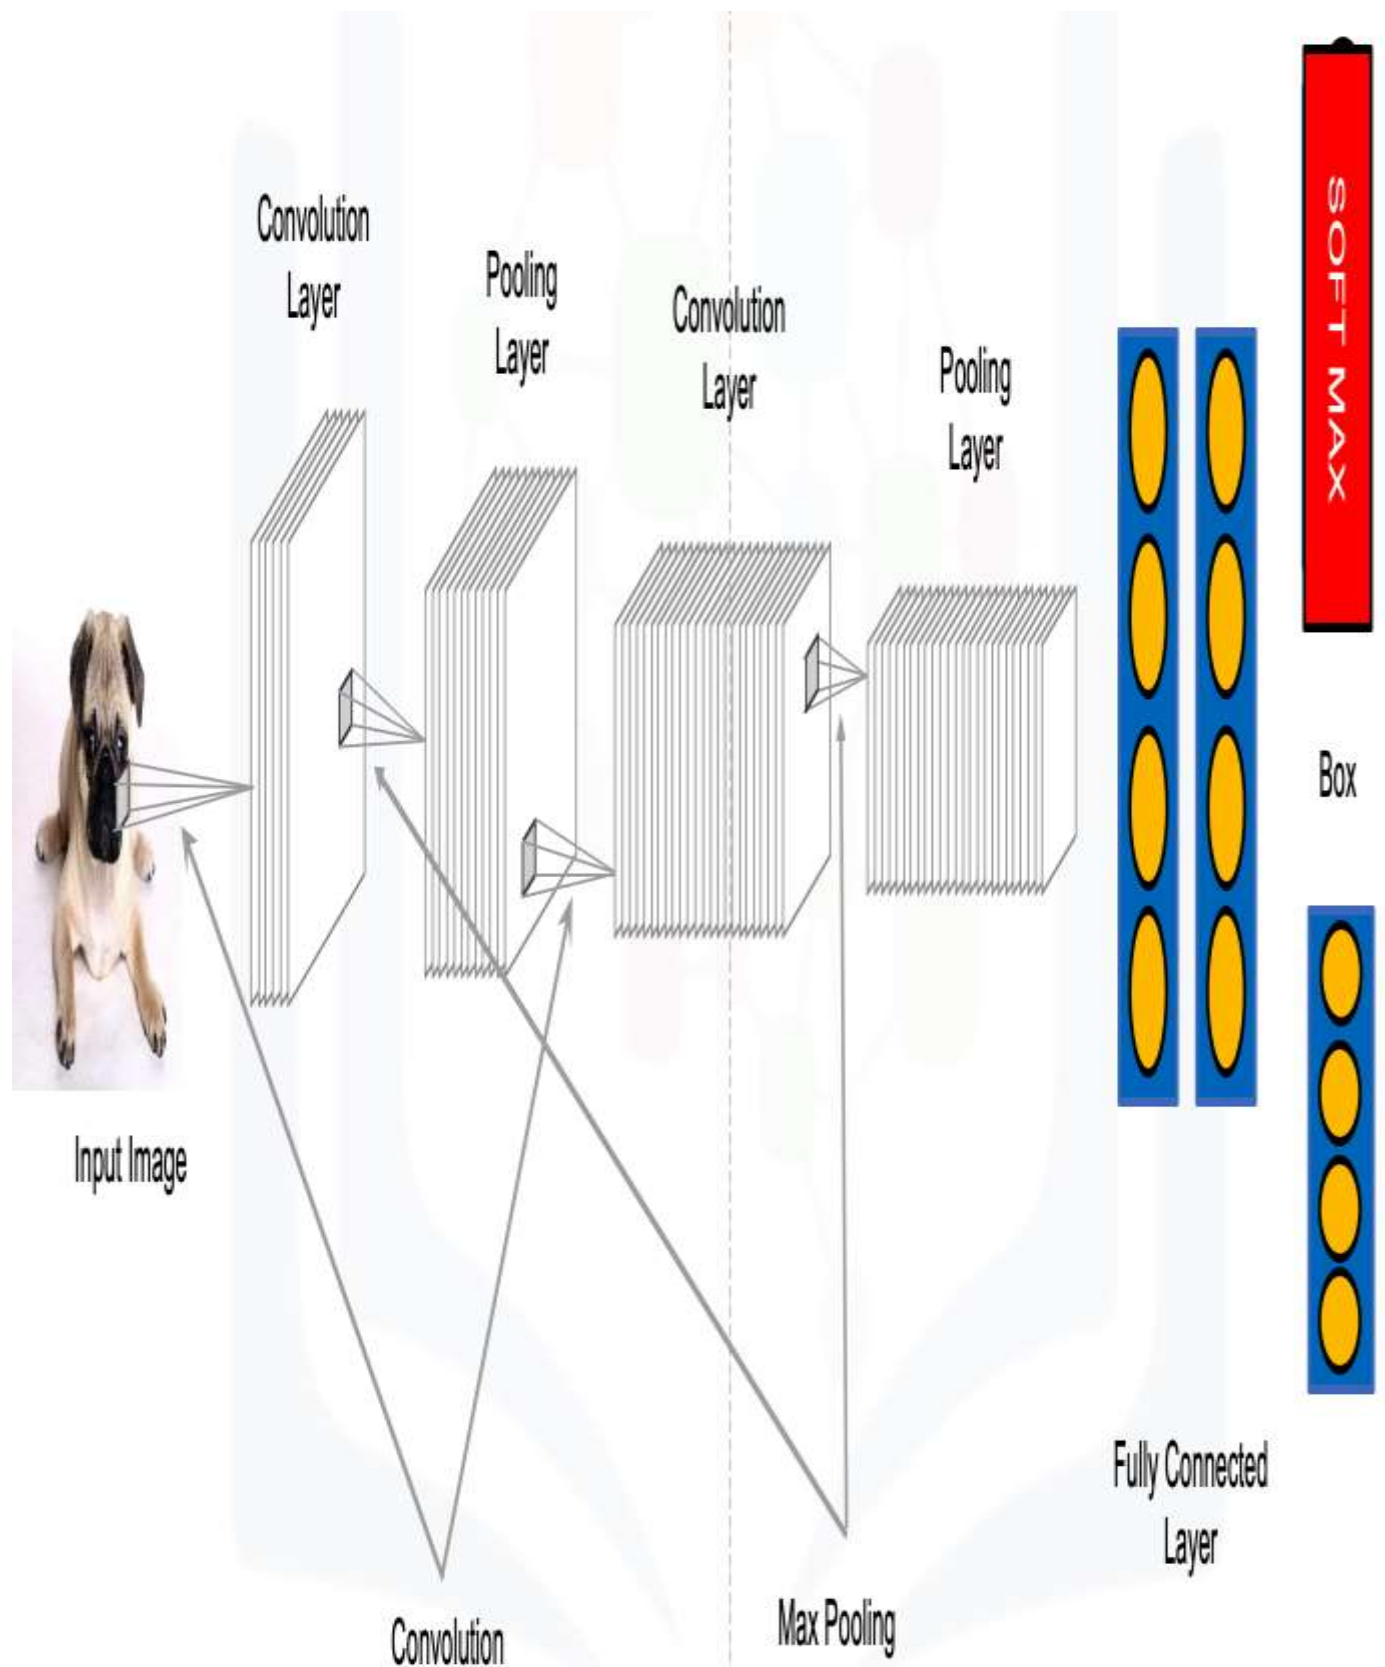 Convolution
Layer
Pooling
Layer
Convolution
Layer
Pooling
Layer
SOFT MAX
Box
Input Image
Fully Connected
Layer
Convolution
Max Pooling